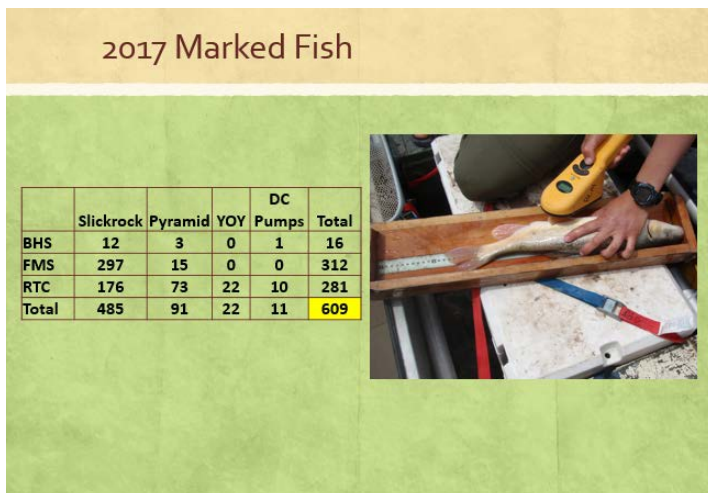 2017 Marked Fish
DC
Slickrock Pyramid YOY Pumps Total
BHS 12 3 0 1 16
FMS 297 15 0 0 312
RTC 176 73 22 10 281
Total 485 91 22 11 609